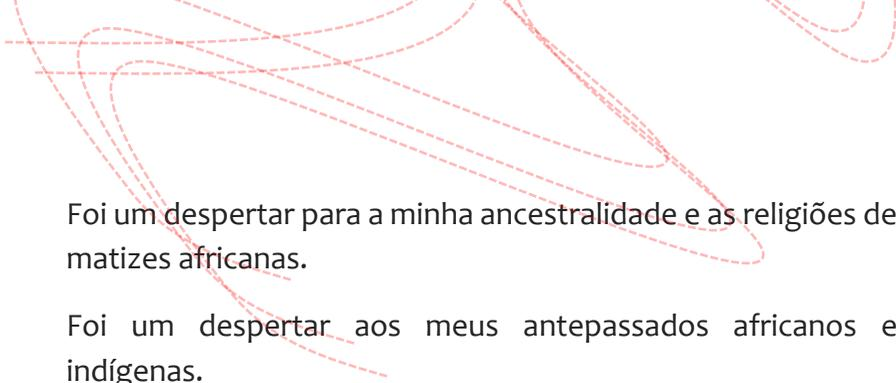 Foi um despertar para a minha ancestralidade e as religiões de
matizes africanas.
Foi um despertar aos meus antepassados africanos e
indígenas.